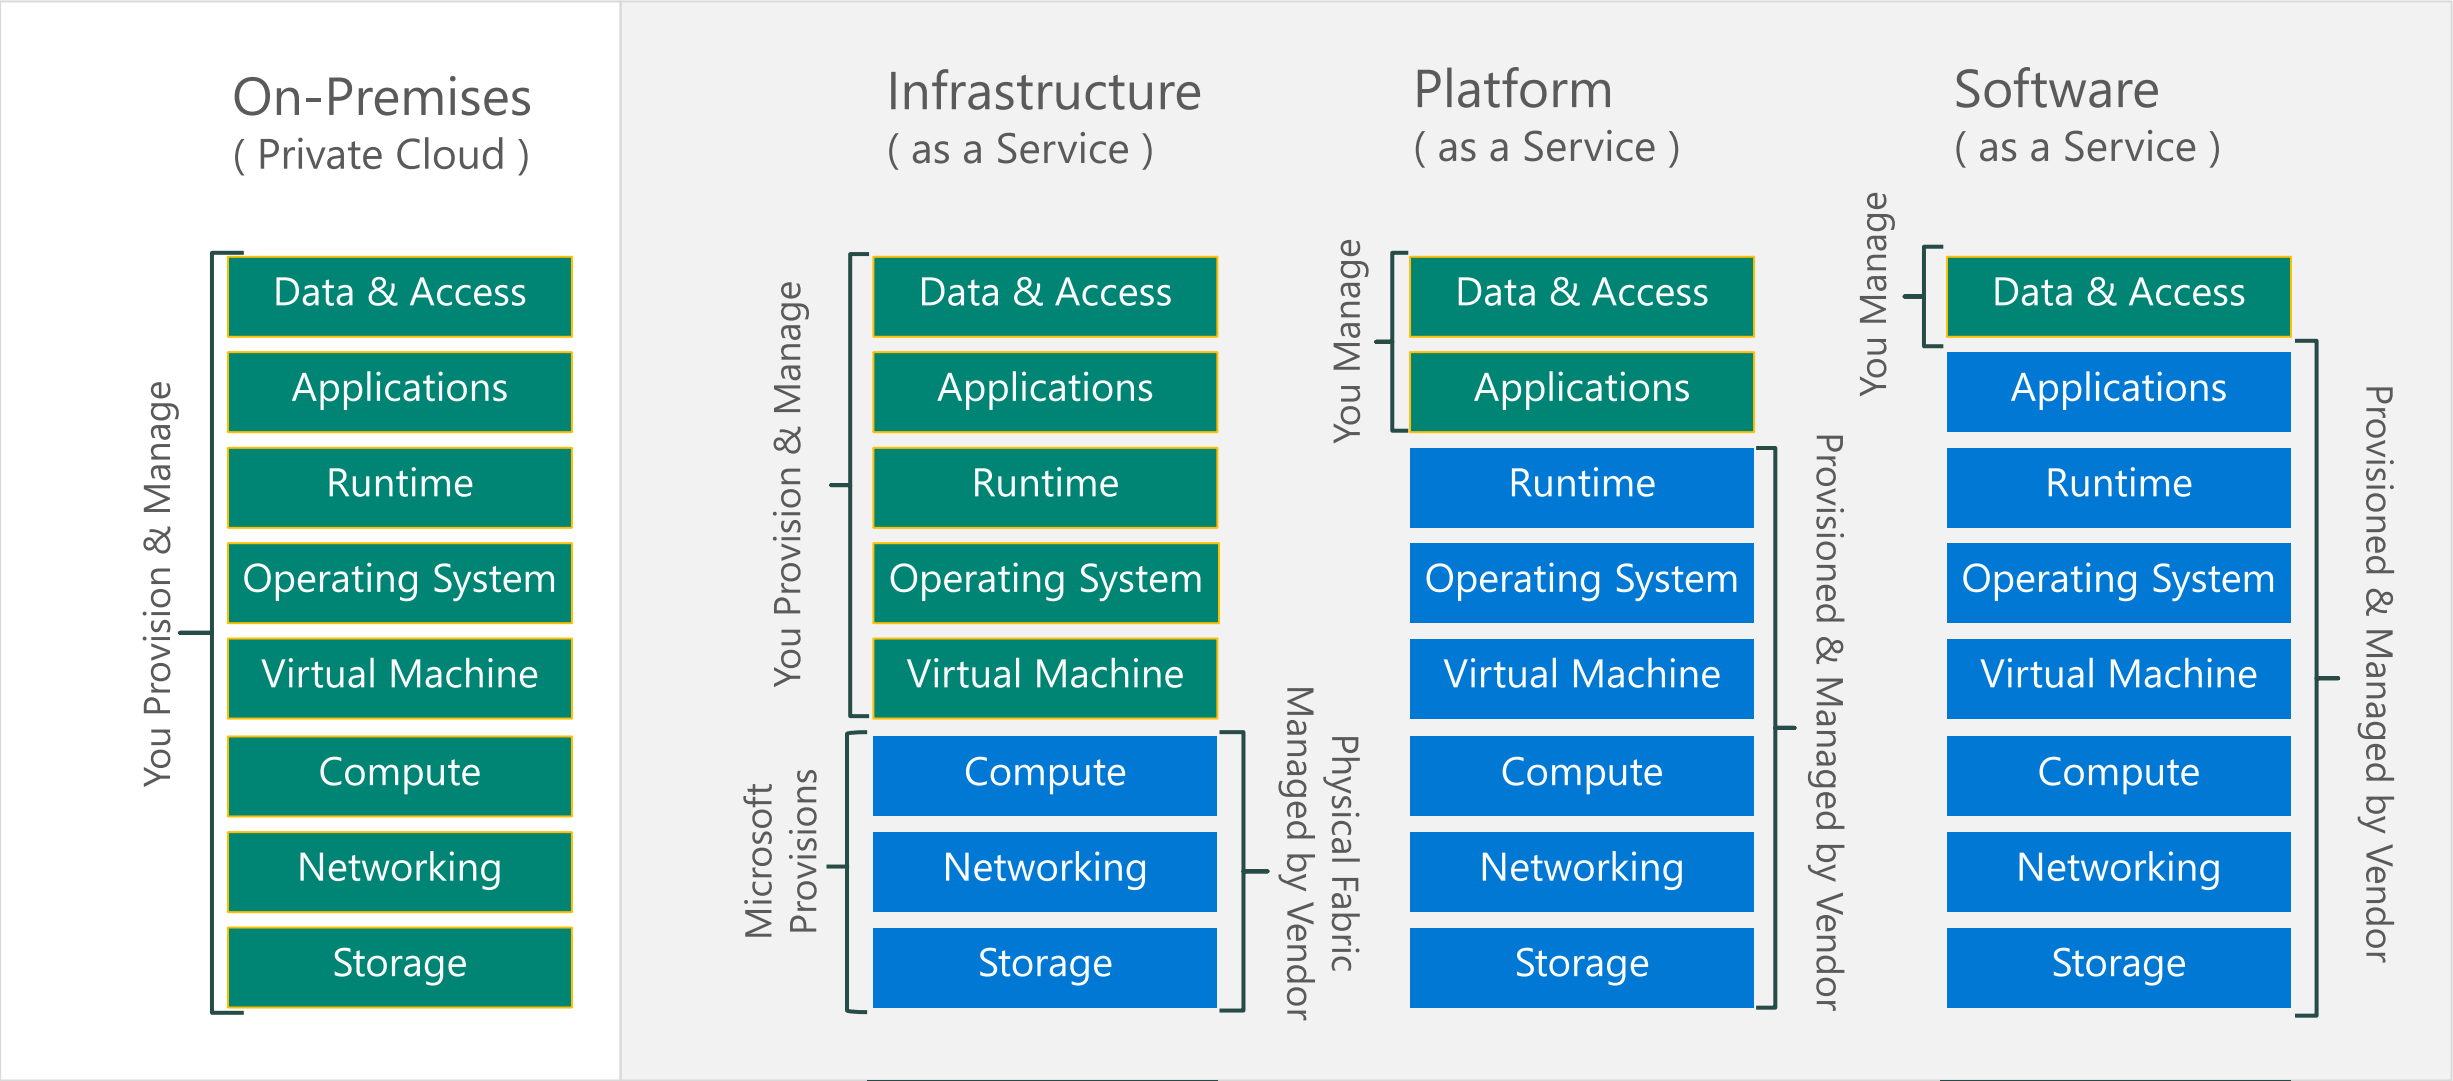 On-Premises
( Private Cloud )
You Provision & Manage
Data & Access
Applications
Runtime
Operating System
Virtual Machine
Compute
Networking
Storage
Infrastructure
( as a Service )
You Provision & Manage
Microsoft
Provisions
Data & Access
Applications
Runtime
Operating System
Virtual Machine
Compute
Networking
Storage
Physical Fabric
Managed by Vendor
Platform
( as a Service )
You Manage
Data & Access
Applications
Runtime
Operating System
Virtual Machine
Compute
Networking
Storage
Provisioned & Managed by Vendor
Software
( as a Service )
You Manage
Data & Access
Applications
Runtime
Operating System
Virtual Machine
Compute
Networking
Storage
Provisioned & Managed by Vendor